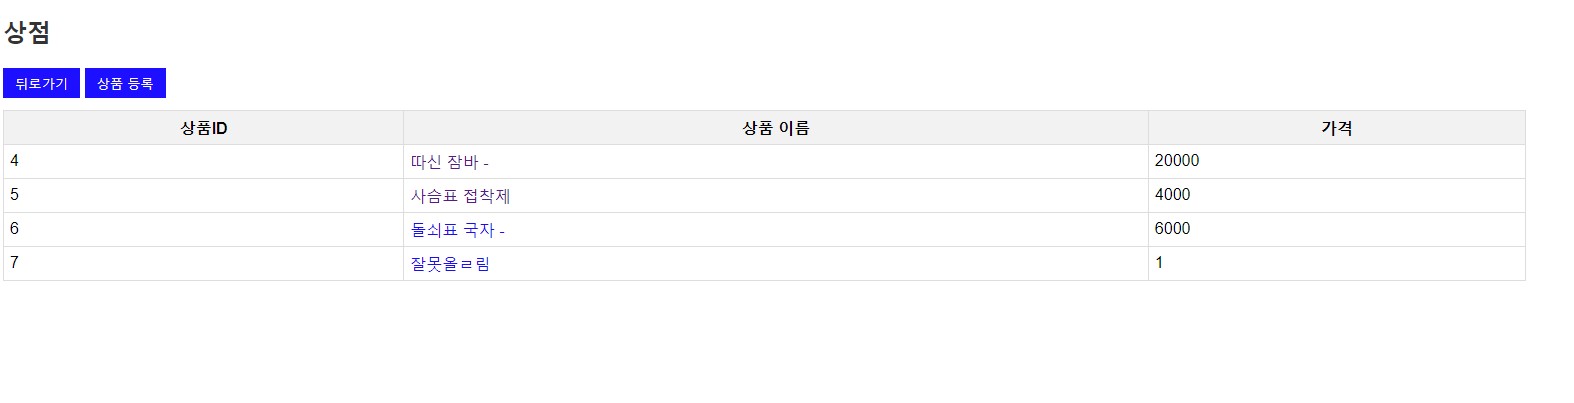 상점
뒤로가기 상품 등록
상품ID 상품 이름 가격
4 따신 잠바 - 20000
5 사슴표 접착제 4000
6 돌쇠표 국자 - 6000
7 잘못올ㄹ림 1